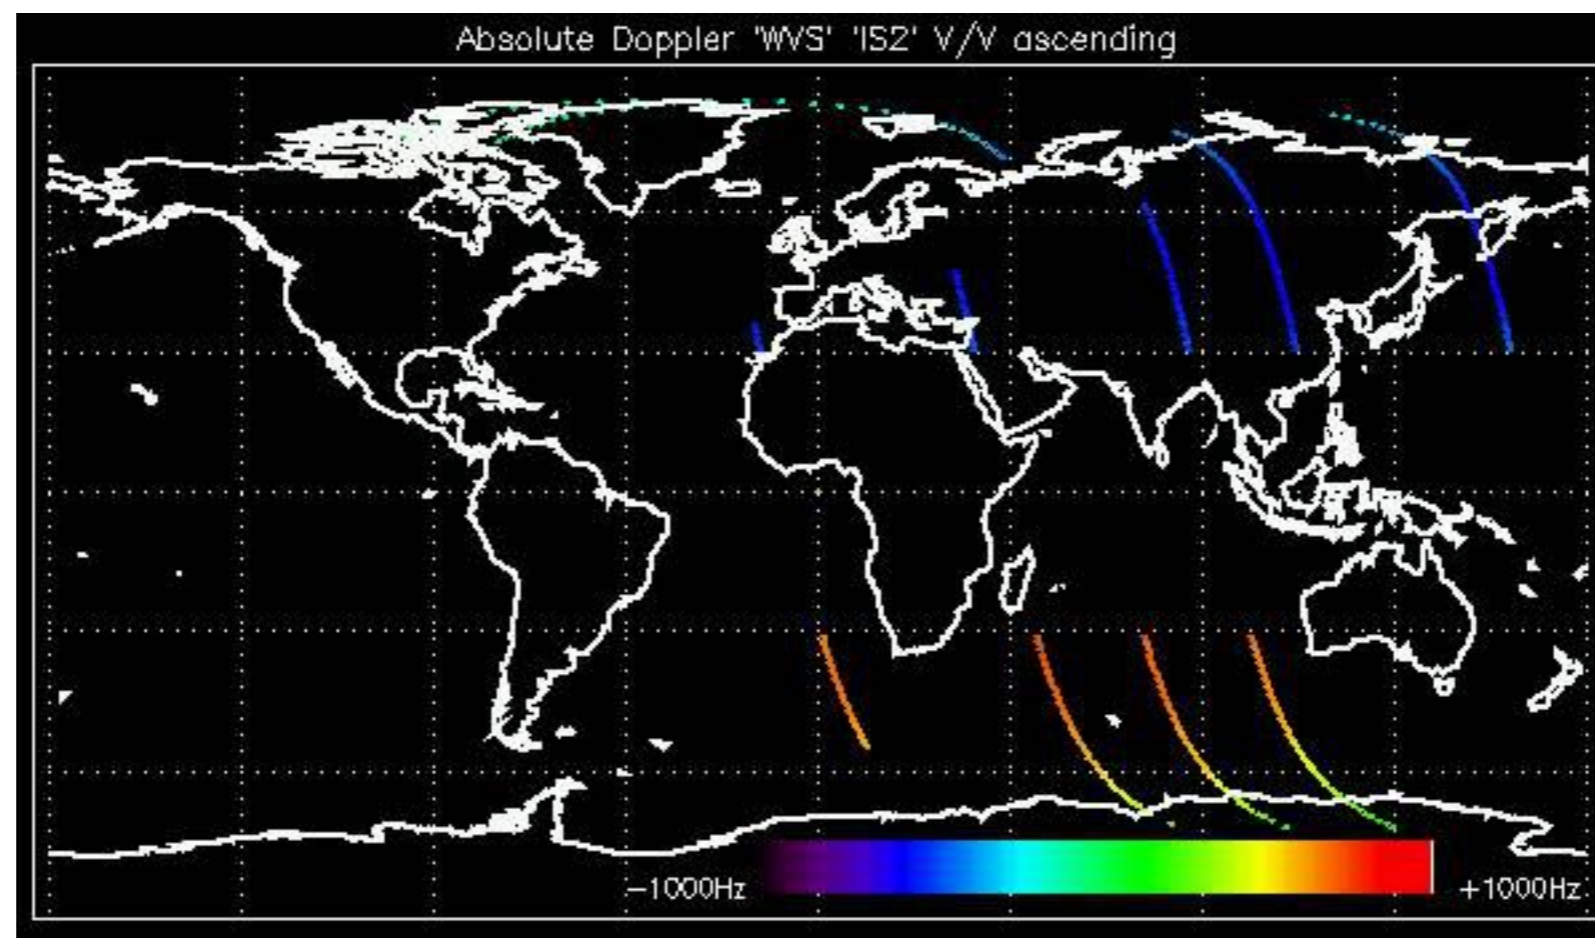 Absolute Doppler 'WVS' 'IS2' V/V ascending
−1000Hz
+1000Hz